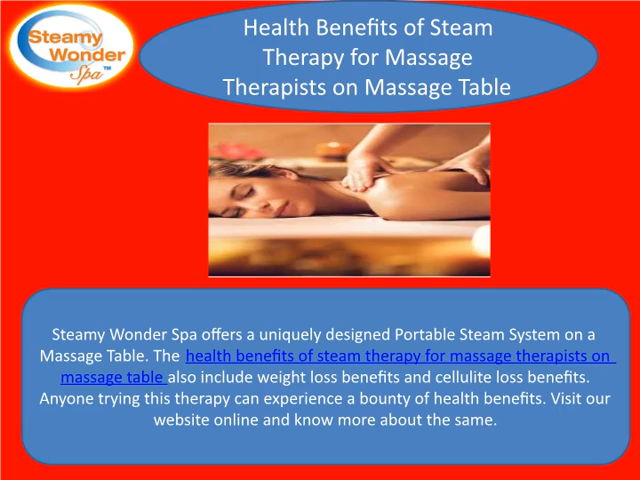 Steamy
Wonder
Spa™
Health Benefits of Steam
Therapy for Massage
Therapists on Massage Table
Steamy Wonder Spa offers a uniquely designed Portable Steam System on a
Massage Table. The health benefits of steam therapy for massage therapists on
massage table also include weight loss benefits and cellulite loss benefits.
Anyone trying this therapy can experience a bounty of health benefits. Visit our
website online and know more about the same.